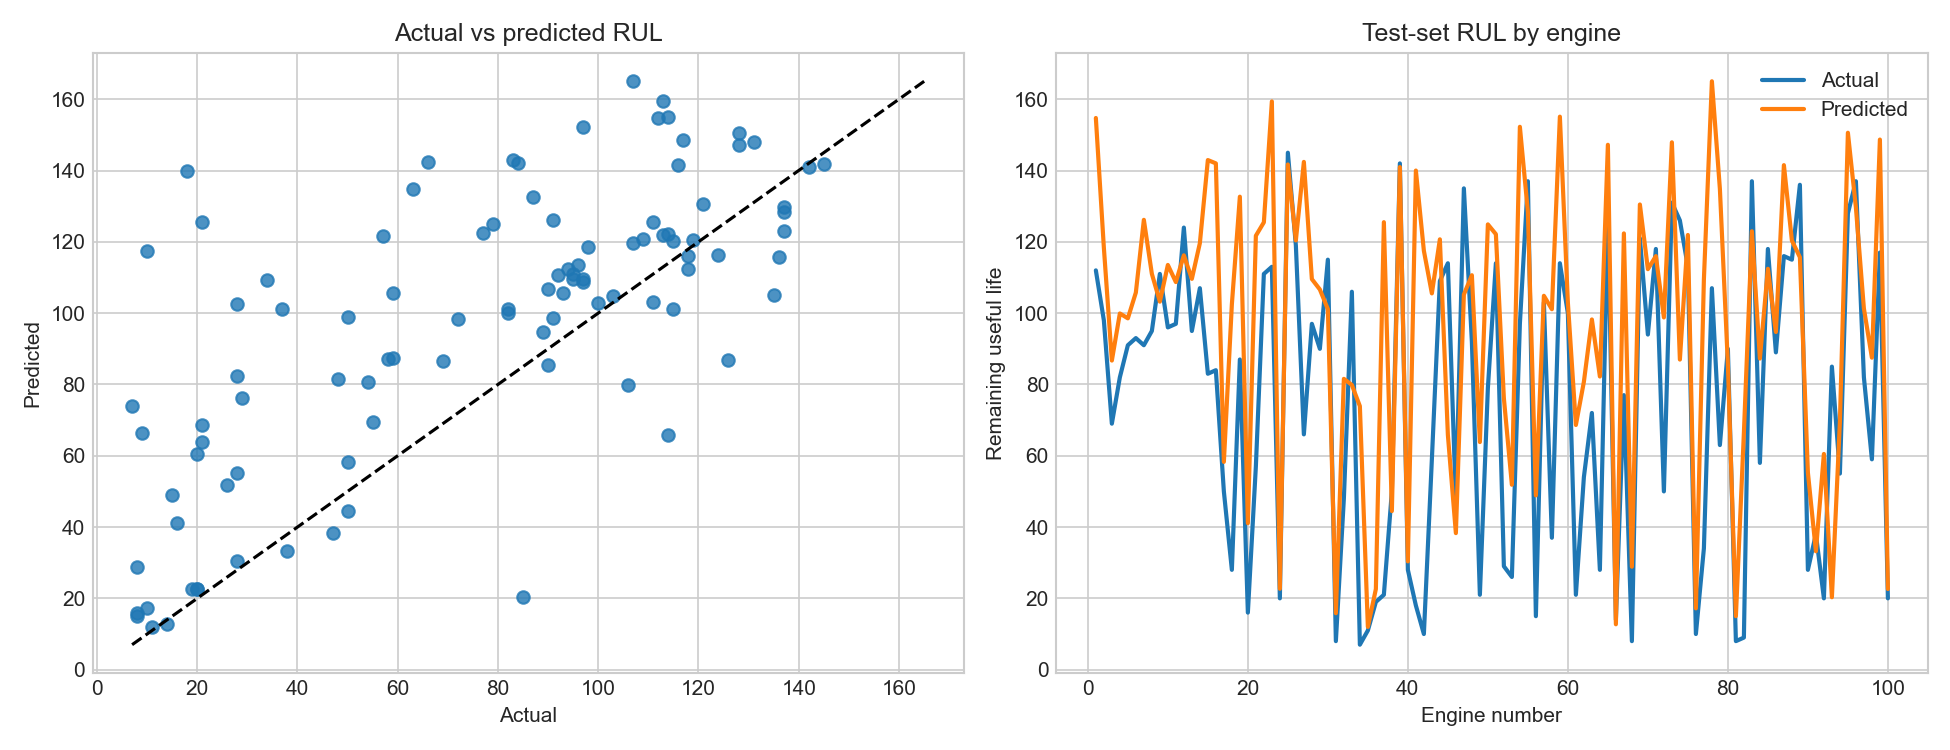 Actual vs predicted RUL
Predicted
160
140
120
100
80
60
40
20
0
0 20 40 60 80 100 120 140 160
Actual
Test-set RUL by engine
Remaining useful life
160
140
120
100
80
60
40
20
0
Actual
Predicted
0 20 40 60 80 100
Engine number